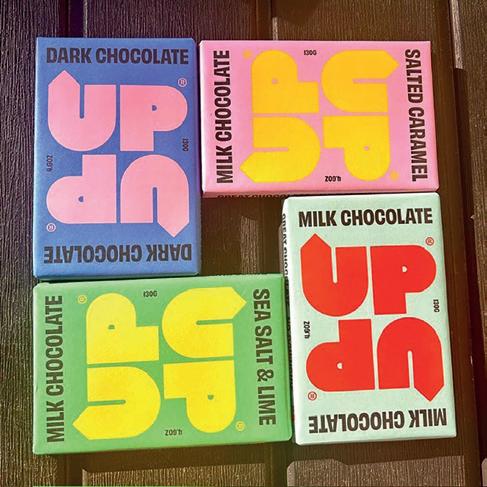 DARK CHOCOLATE
UP
®
4.6OZ
130G
UP
®
DARK CHOCOLATE
MILK CHOCOLATE
130G
UP
®
UP
4.6OZ
SALTED CARAMEL
MILK CHOCOLATE
130G
UP
®
UP
®
4.6OZ
SEA SALT & LIME
MILK CHOCOLATE
UP
®
4.6OZ
130G
UP
®
MILK CHOCOLATE